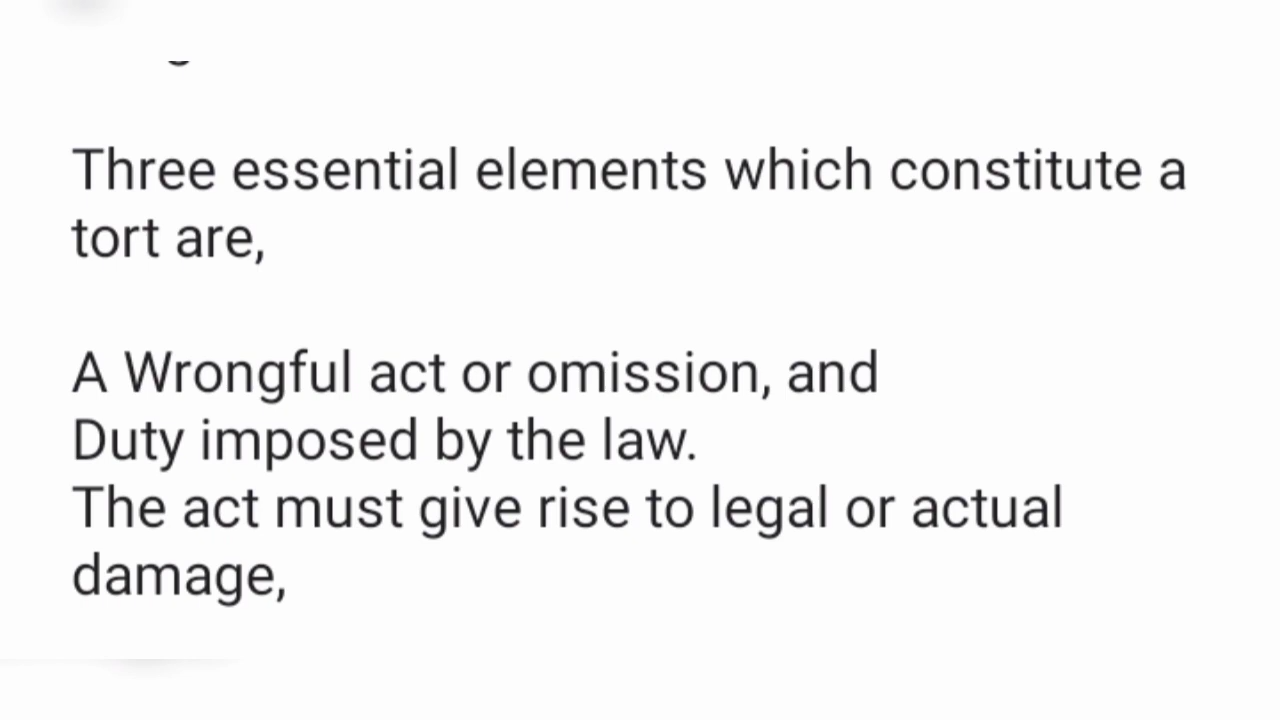 Three essential elements which constitute a
tort are,
A Wrongful act or omission, and
Duty imposed by the law.
The act must give rise to legal or actual
damage,